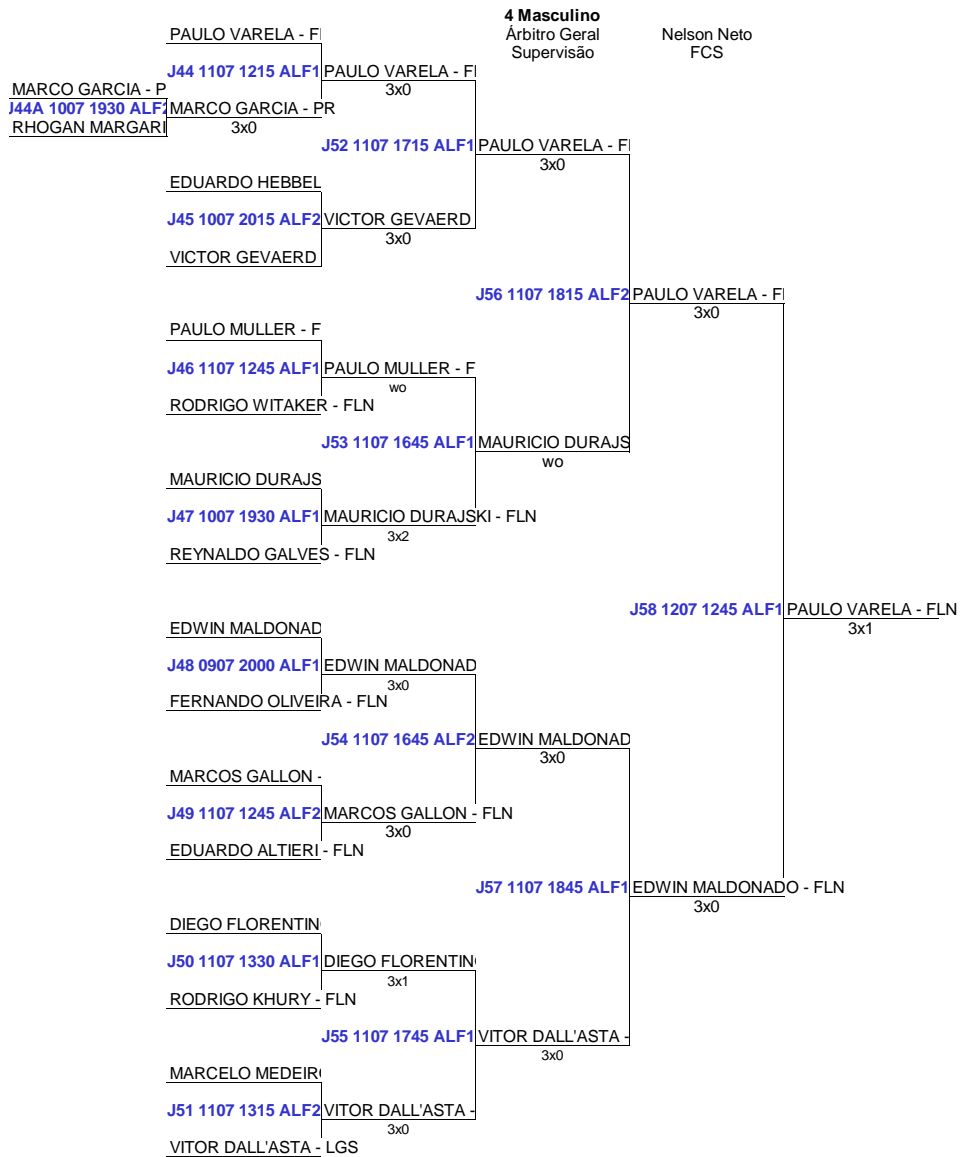 4 Masculino
Árbitro Geral Nelson Neto
Supervisão FCS
PAULO VARELA - FI
J44 1107 1215 ALF1 PAULO VARELA - FI
3x0
MARCO GARCIA - P
J44A 1007 1930 ALF2 MARCO GARCIA - PR
RHOGAN MARGARI 3x0
J52 1107 1715 ALF1 PAULO VARELA - FI
3x0
EDUARDO HEBBEL
J45 1007 2015 ALF2 VICTOR GEVAERD
3x0
VICTOR GEVAERD
J56 1107 1815 ALF2 PAULO VARELA - FI
3x0
PAULO MULLER - F
J46 1107 1245 ALF1 PAULO MULLER - F
wo
RODRIGO WITAKER - FLN
J53 1107 1645 ALF1 MAURICIO DURAJS
wo
MAURICIO DURAJS
J47 1007 1930 ALF1 MAURICIO DURAJSKI - FLN
3x2
REYNALDO GALVES - FLN
J58 1207 1245 ALF1 PAULO VARELA - FLN
3x1
EDWIN MALDONAD
J48 0907 2000 ALF1 EDWIN MALDONAD
3x0
FERNANDO OLIVEIRA - FLN
J54 1107 1645 ALF2 EDWIN MALDONAD
3x0
MARCOS GALLON -
J49 1107 1245 ALF2 MARCOS GALLON - FLN
3x0
EDUARDO ALTIERI - FLN
J57 1107 1845 ALF1 EDWIN MALDONADO - FLN
3x0
DIEGO FLORENTIN
J50 1107 1330 ALF1 DIEGO FLORENTIN
3x1
RODRIGO KHURY - FLN
J55 1107 1745 ALF1 VITOR DALL'ASTA -
3x0
MARCELO MEDEIR
J51 1107 1315 ALF2 VITOR DALL'ASTA -
3x0
VITOR DALL'ASTA - LGS